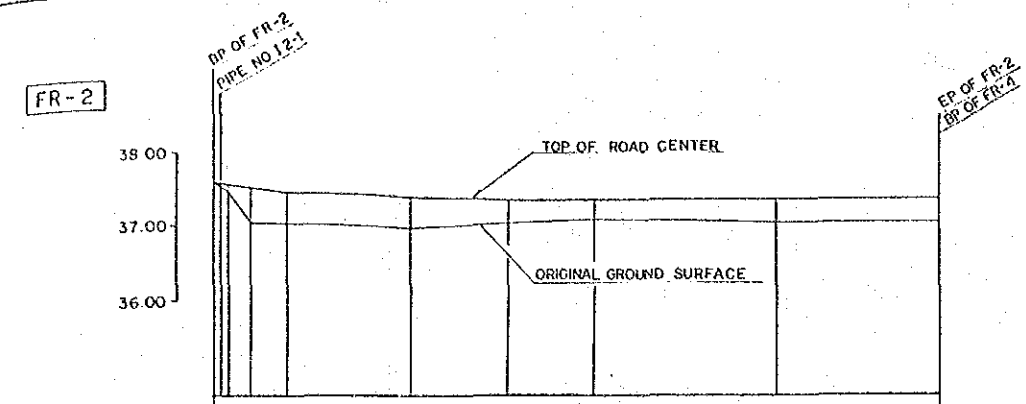 BP OF FR-2
PIPE NO 12-1
FR-2
EP OF FR-2
BP OF FR-4
38 00
TOP OF ROAD CENTER
37.00
ORIGINAL GROUND SURFACE
36 00